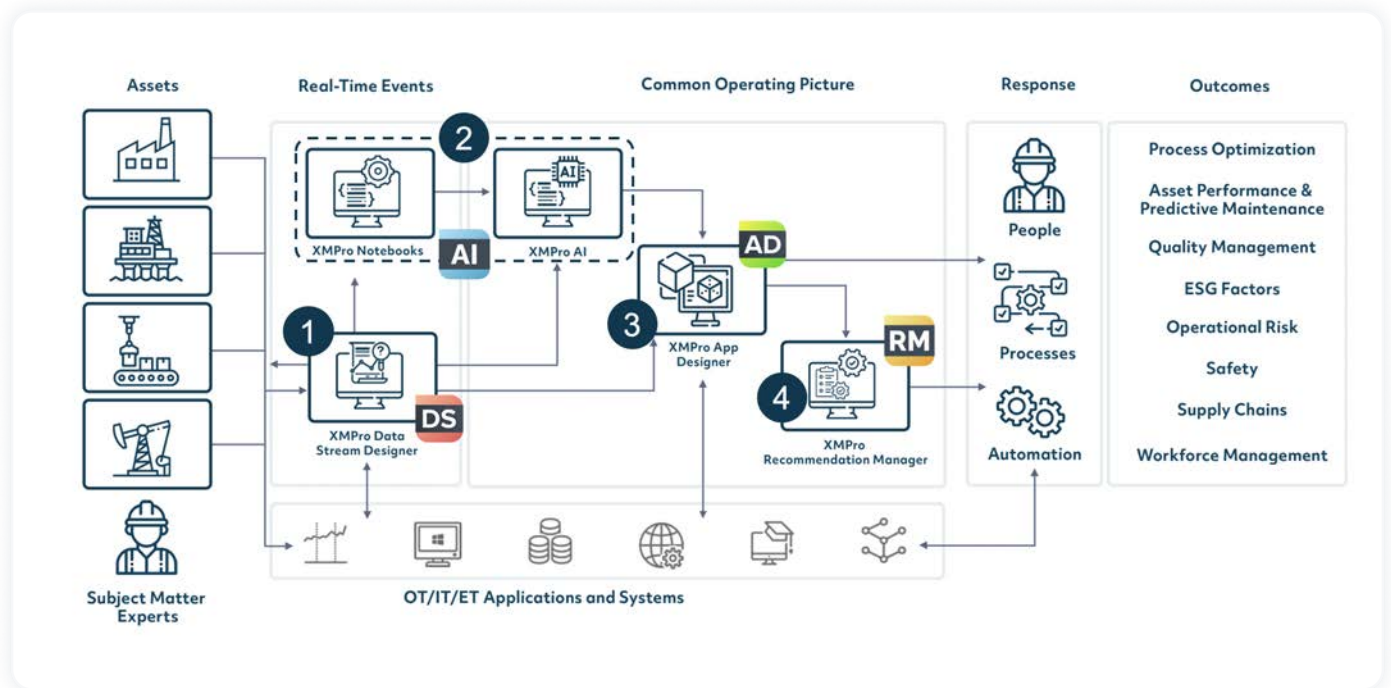 Assets
Real-Time Events
Common Operating Picture
Response
Outcomes
2
XMPro Notebooks
AI
AI
XMPro AI
1
DS
XMPro Data
Stream Designer
3
AD
XMPro App
Designer
4
RM
XMPro
Recommendation Manager
People
Processes
Automation
Process Optimization
Asset Performance &
Predictive Maintenance
Quality Management
ESG Factors
Operational Risk
Safety
Supply Chains
Workforce Management
Subject Matter
Experts
OT/IT/ET Applications and Systems